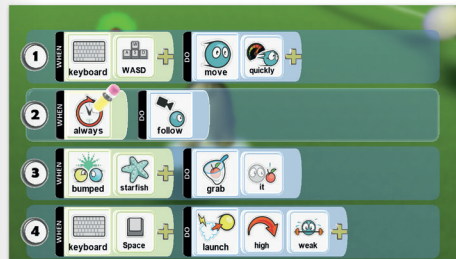 1 WHEN keyboard WASD DO move quickly
2 WHEN always DO follow
3 WHEN bumped starfish DO grab it
4 WHEN keyboard Space DO launch high weak